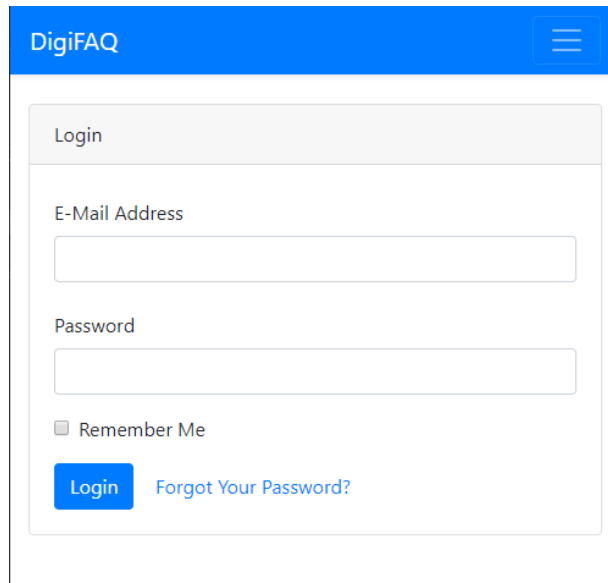 DigiFAQ
Login
E-Mail Address
Password
Remember Me
Login Forgot Your Password?